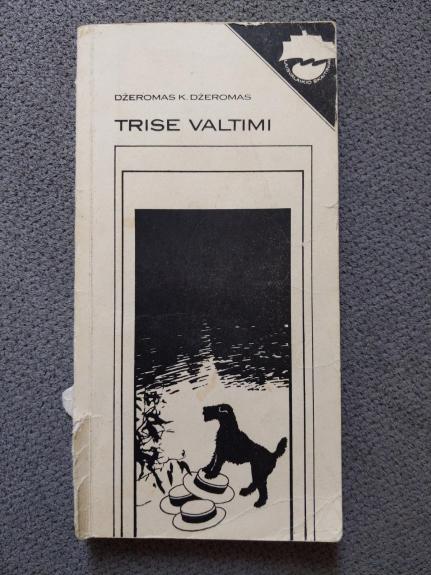 DŽEROMAS K. DŽEROMAS
TRISE VALTIMI